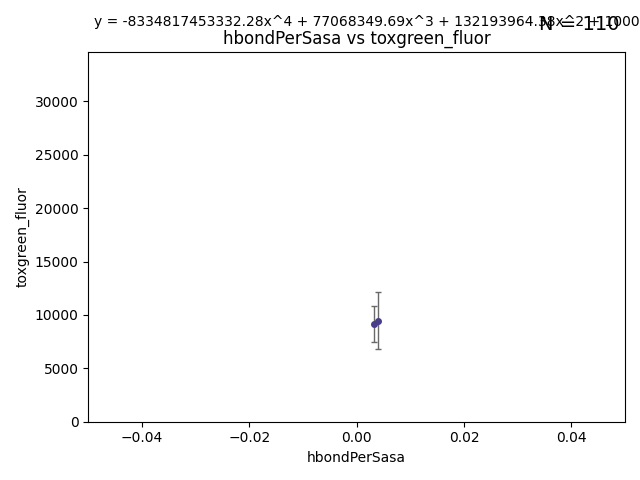 y = -8334817453332.28x^4 + 77068349.69x^3 + 132193964.38x^2 + 1000
N = 110
hbondPerSasa vs toxgreen_fluor
30000
25000
20000
15000
10000
5000
0
toxgreen_fluor
−0.04
−0.02
0.00
0.02
0.04
hbondPerSasa